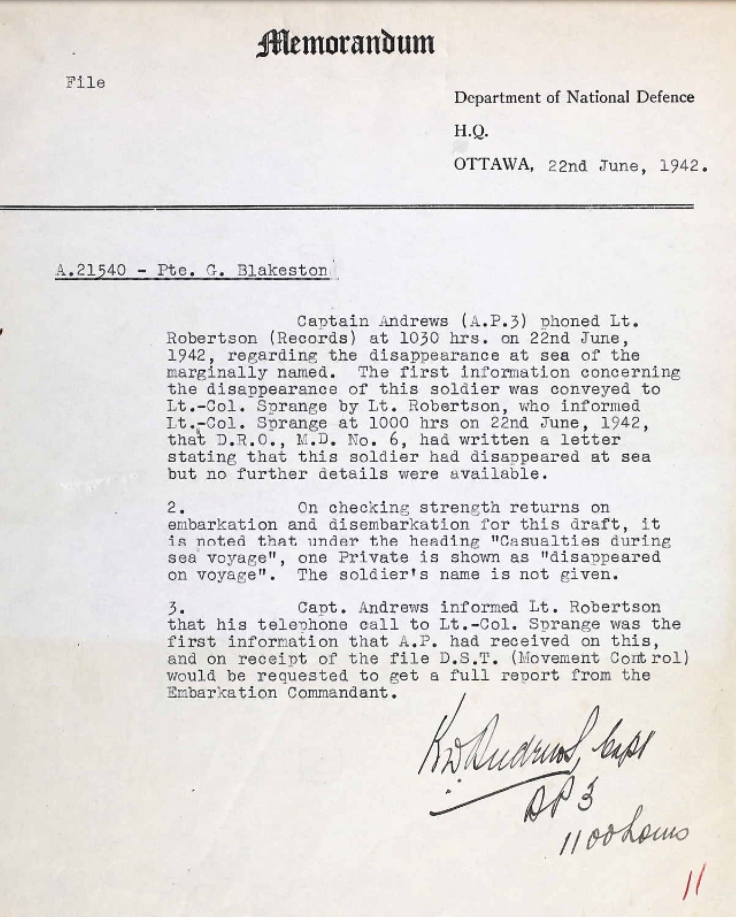 Memorandum
File
Department of National Defence
H.Q.
OTTAWA, 22nd June, 1942.
A.21540 - Pte. G. Blakeston
Captain Andrews (A.P.3) phoned Lt.
Robertson (Records) at 1030 hrs. on 22nd June,
1942, regarding the disappearance at sea of the
marginally named. The first information concerning
the disappearance of this soldier was conveyed to
Lt.-Col. Sprange by Lt. Robertson, who informed
Lt.-Col. Sprange at 1000 hrs on 22nd June, 1942,
that D.R.O., M.D. No. 6, had written a letter
stating that this soldier had disappeared at sea
but no further details were available.
2. On checking strength returns on
embarkation and disembarkation for this draft, it
is noted that under the heading "Casualties during
sea voyage", one Private is shown as "disappeared
on voyage". The soldier's name is not given.
3. Capt. Andrews informed Lt. Robertson
that his telephone call to Lt.-Col. Sprange was the
first information that A.P. had received on this,
and on receipt of the file D.S.T. (Movement Control)
would be requested to get a full report from the
Embarkation Commandant.
KD Andrews, Capt
AP 3
1100 hours
11